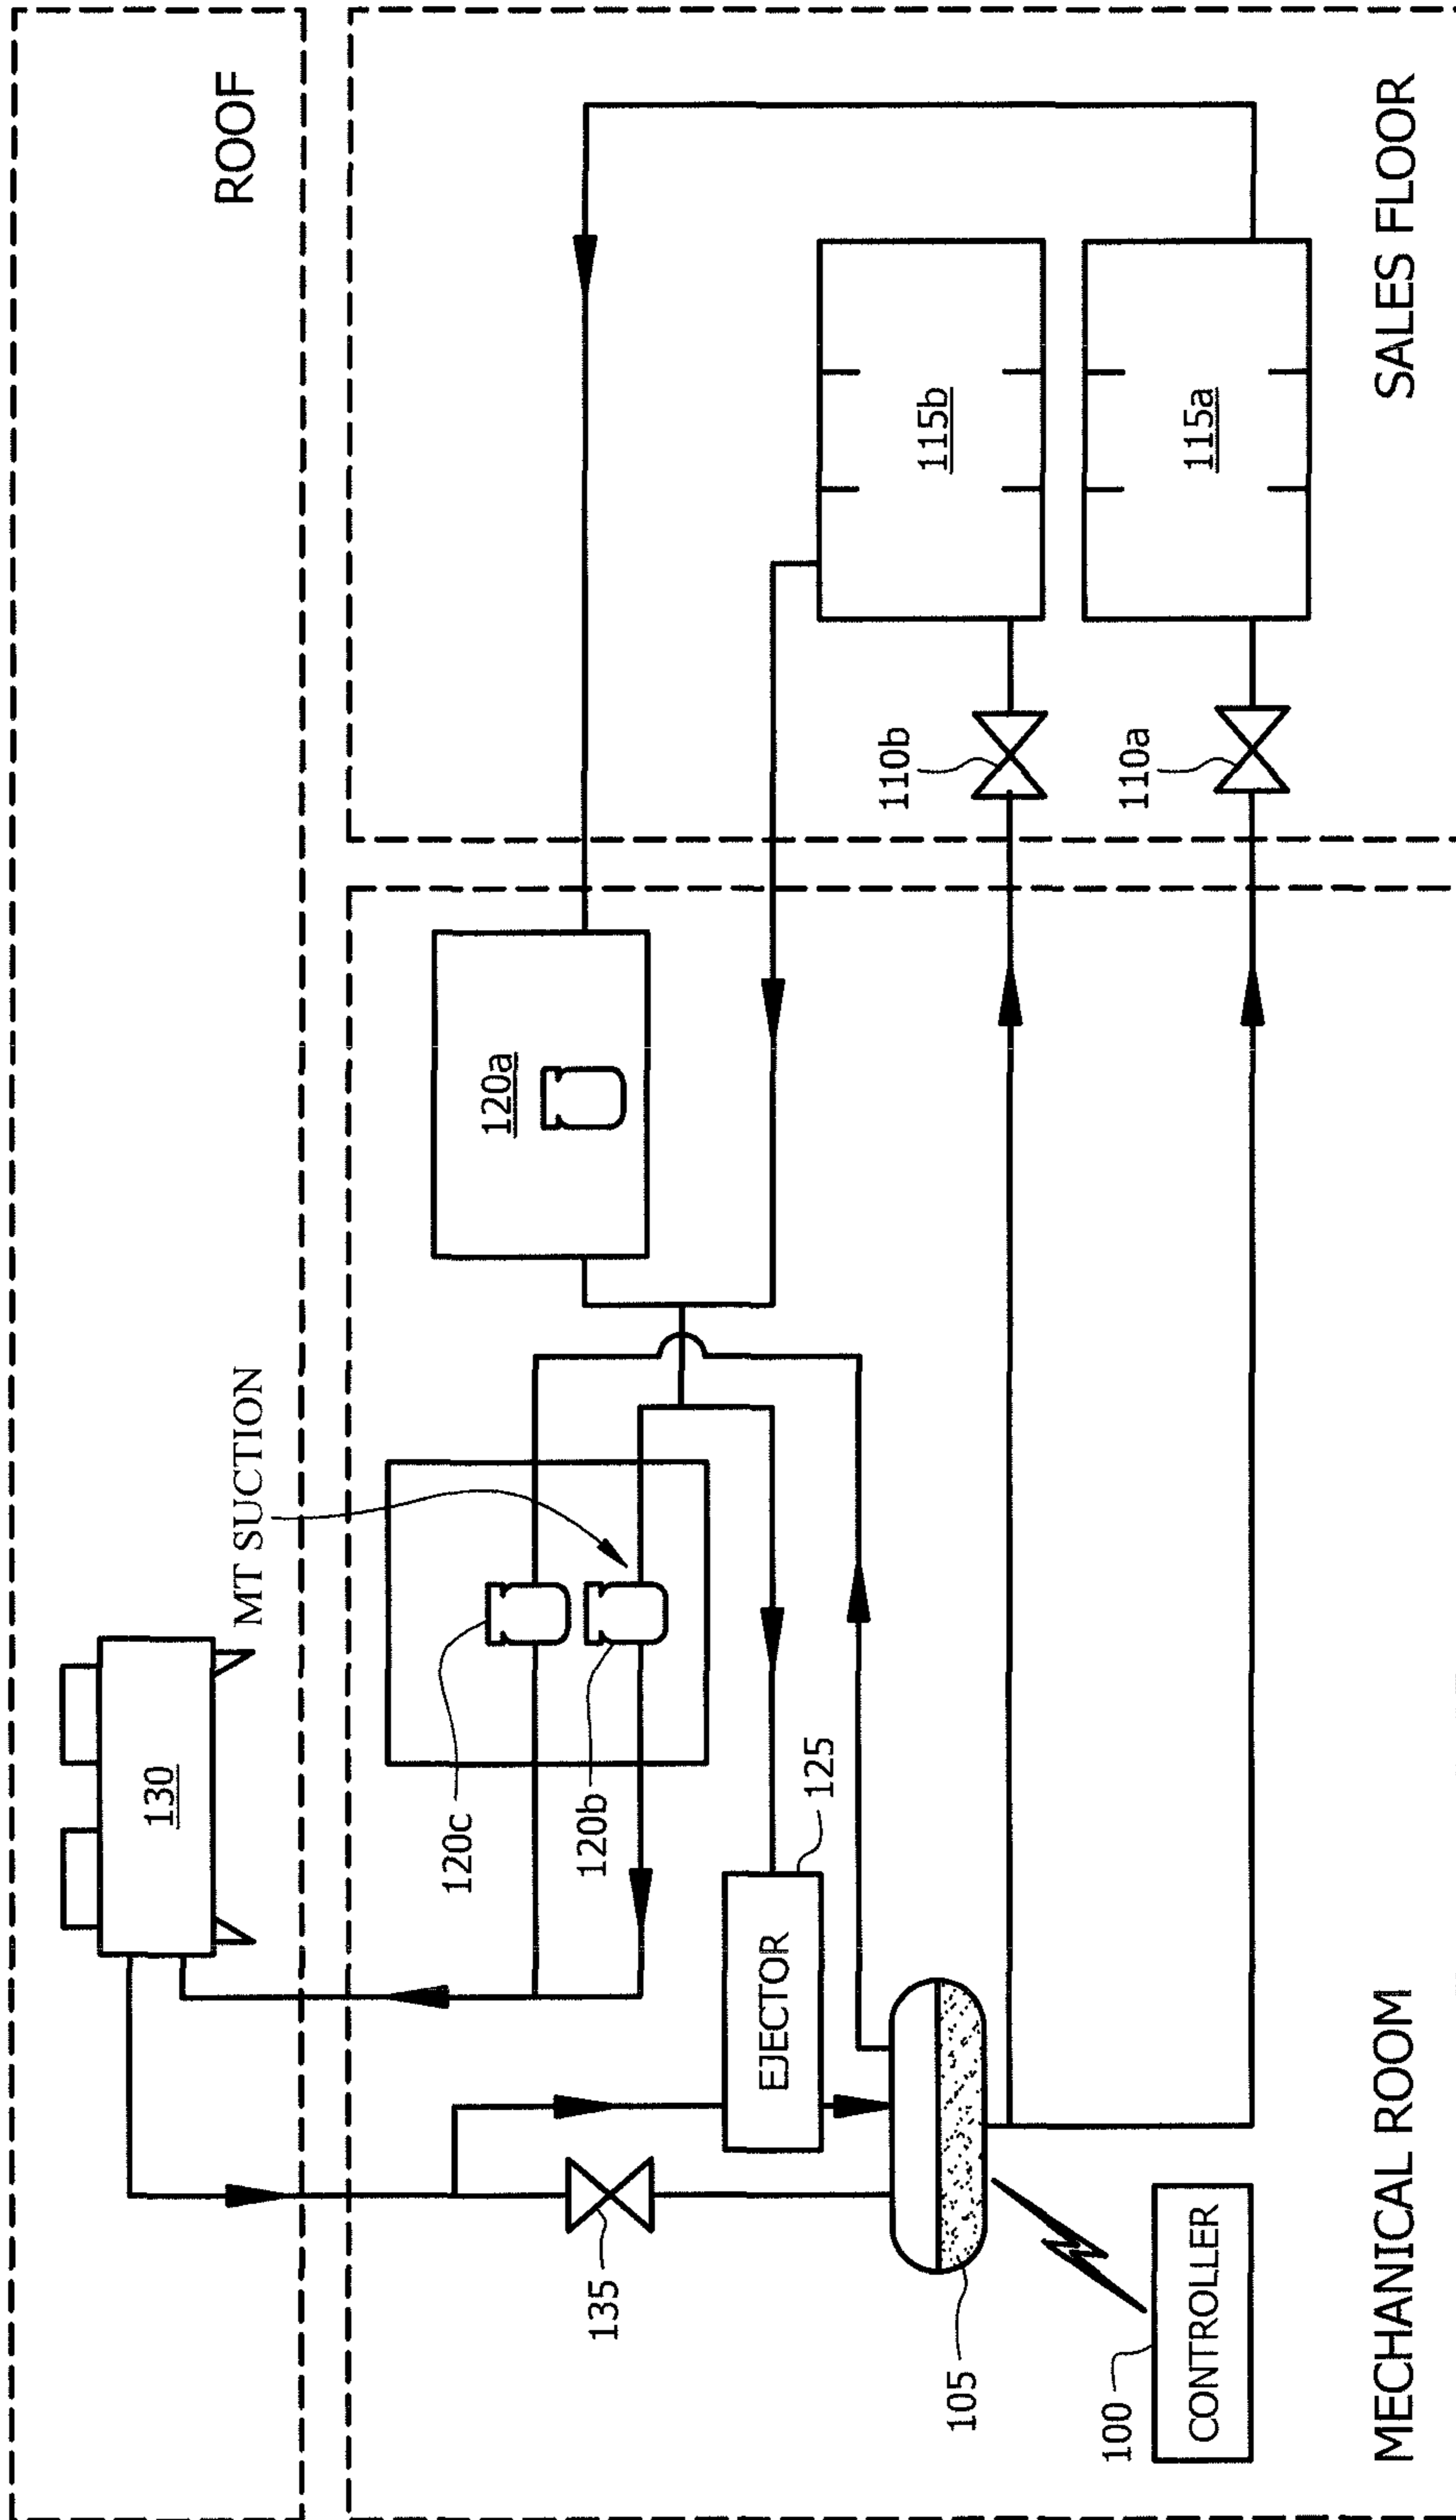 ROOF
130
MT SUCTION
120c
120b
120a
135
EJECTOR
125
105
100
CONTROLLER
110b
110a
115b
115a
MECHANICAL ROOM
SALES FLOOR